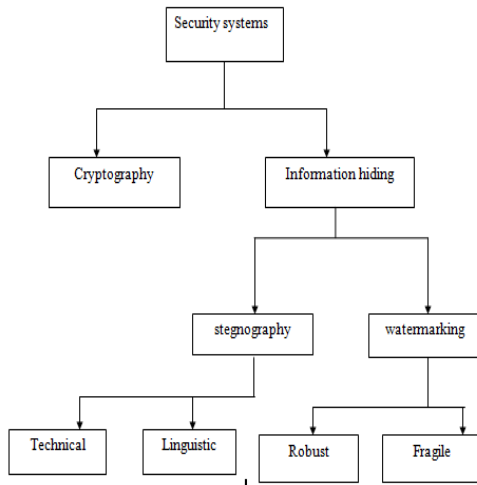 Security systems
Cryptography
Information hiding
stegnography
watermarking
Technical
Linguistic
Robust
Fragile